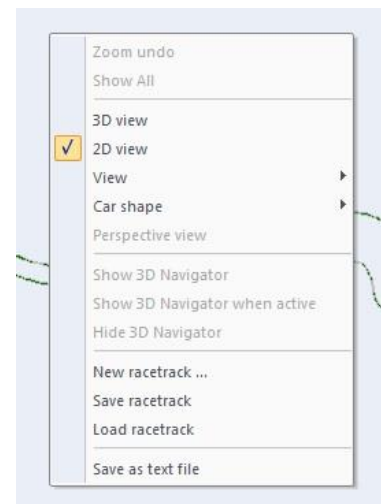 Zoom undo
Show All
3D view
2D view
View
Car shape
Perspective view
Show 3D Navigator
Show 3D Navigator when active
Hide 3D Navigator
New racetrack ...
Save racetrack
Load racetrack
Save as text file